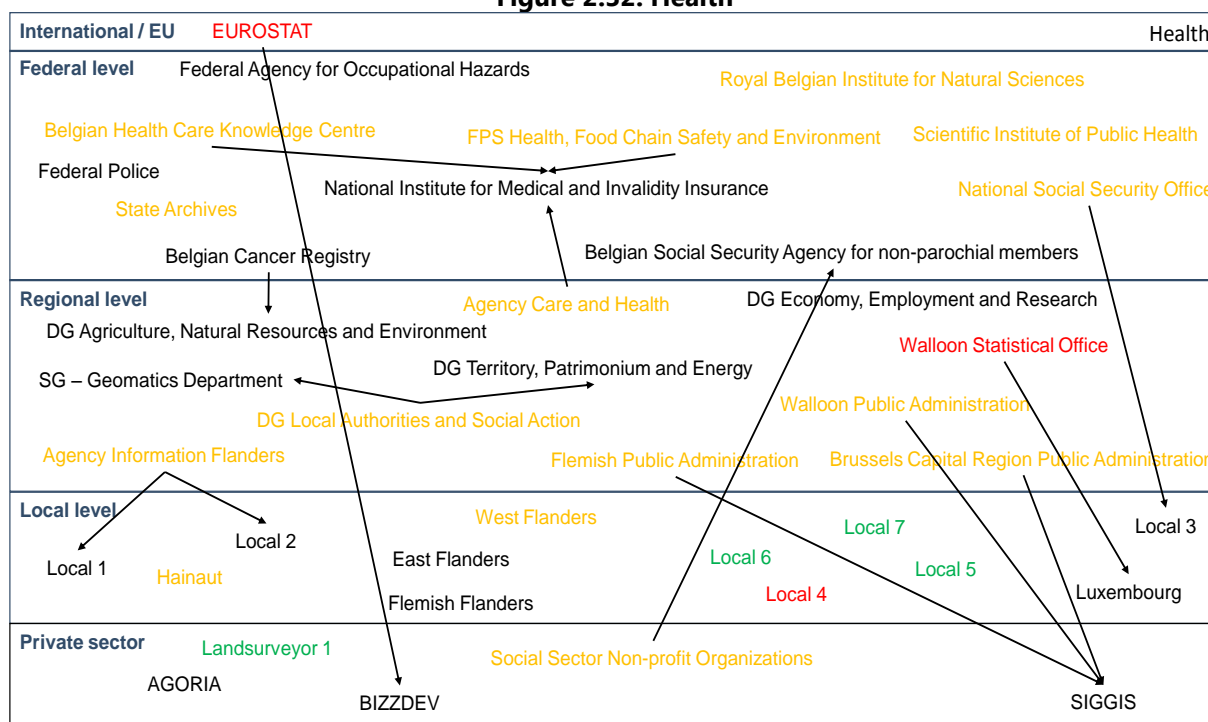 Figure 2.32: Health
International / EU
EUROSTAT
Health
Federal level
Federal Agency for Occupational Hazards
Royal Belgian Institute for Natural Sciences
Belgian Health Care Knowledge Centre
FPS Health, Food Chain Safety and Environment
Scientific Institute of Public Health
Federal Police
National Institute for Medical and Invalidity Insurance
National Social Security Office
State Archives
Belgian Cancer Registry
Belgian Social Security Agency for non-parochial members
Regional level
Agency Care and Health
DG Economy, Employment and Research
DG Agriculture, Natural Resources and Environment
Walloon Statistical Office
SG – Geomatics Department
DG Territory, Patrimonium and Energy
DG Local Authorities and Social Action
Walloon Public Administration
Agency Information Flanders
Flemish Public Administration
Brussels Capital Region Public Administration
Local level
West Flanders
Local 7
Local 3
Local 2
Local 1
Hainaut
East Flanders
Local 6
Local 5
Flemish Flanders
Local 4
Luxembourg
Private sector
Landsurveyor 1
Social Sector Non-profit Organizations
AGORIA
BIZZDEV
SIGGIS